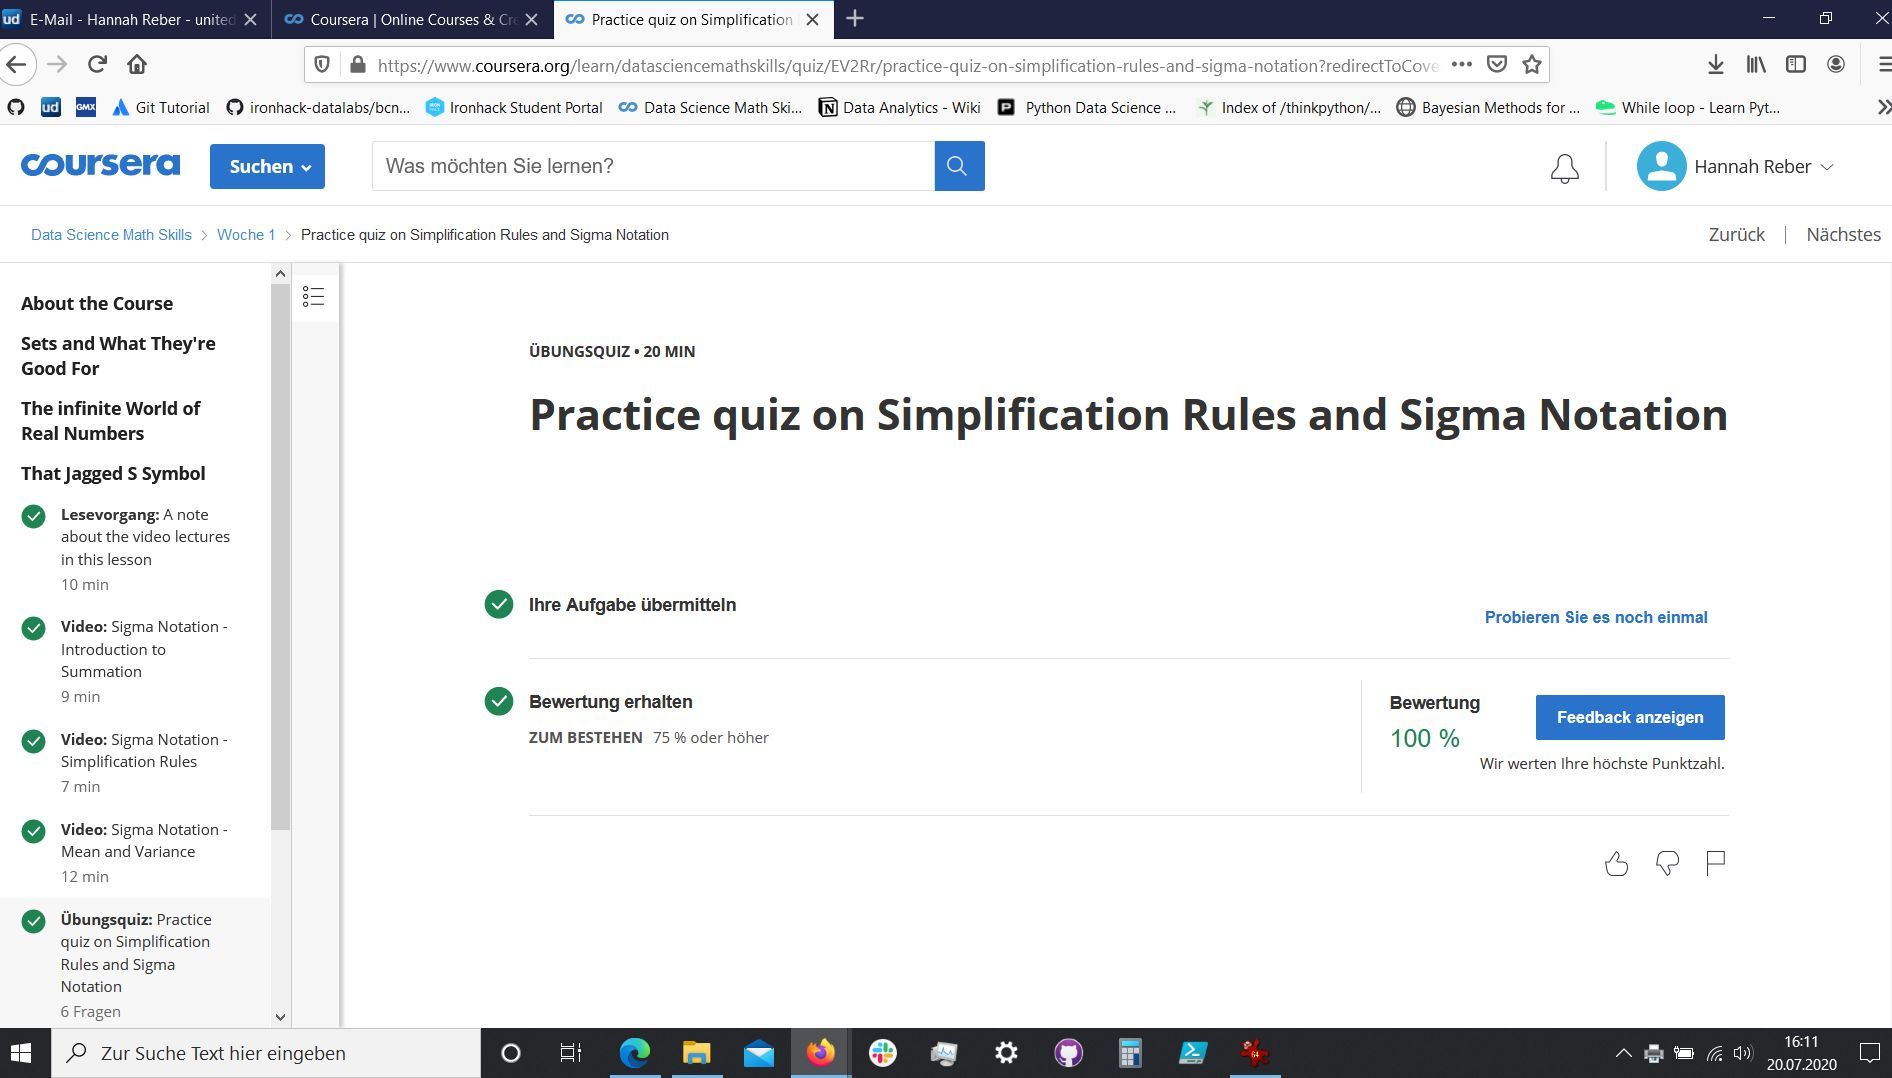 ud E-Mail - Hannah Reber - united
Coursera | Online Courses & Cre
Practice quiz on Simplification
https://www.coursera.org/learn/datasciencemathskills/quiz/EV2Rr/practice-quiz-on-simplification-rules-and-sigma-notation?redirectToCove
ud
GMX
Git Tutorial
ironhack-datalabs/bcn...
Ironhack Student Portal
Data Science Math Ski...
Data Analytics - Wiki
Python Data Science ...
Index of /thinkpython/...
Bayesian Methods for ...
While loop - Learn Pyt...
coursera
Suchen
Was möchten Sie lernen?
Hannah Reber
Data Science Math Skills > Woche 1 > Practice quiz on Simplification Rules and Sigma Notation
Zurück | Nächstes
About the Course
Sets and What They're
Good For
The infinite World of
Real Numbers
That Jagged S Symbol
Lesevorgang: A note
about the video lectures
in this lesson
10 min
Video: Sigma Notation -
Introduction to
Summation
9 min
Video: Sigma Notation -
Simplification Rules
7 min
Video: Sigma Notation -
Mean and Variance
12 min
Übungsquiz: Practice
quiz on Simplification
Rules and Sigma
Notation
6 Fragen
ÜBUNGSQUIZ • 20 MIN
Practice quiz on Simplification Rules and Sigma Notation
Ihre Aufgabe übermitteln
Probieren Sie es noch einmal
Bewertung erhalten
ZUM BESTEHEN 75 % oder höher
Bewertung
100 %
Feedback anzeigen
Wir werten Ihre höchste Punktzahl.
Zur Suche Text hier eingeben
64
16:11
20.07.2020